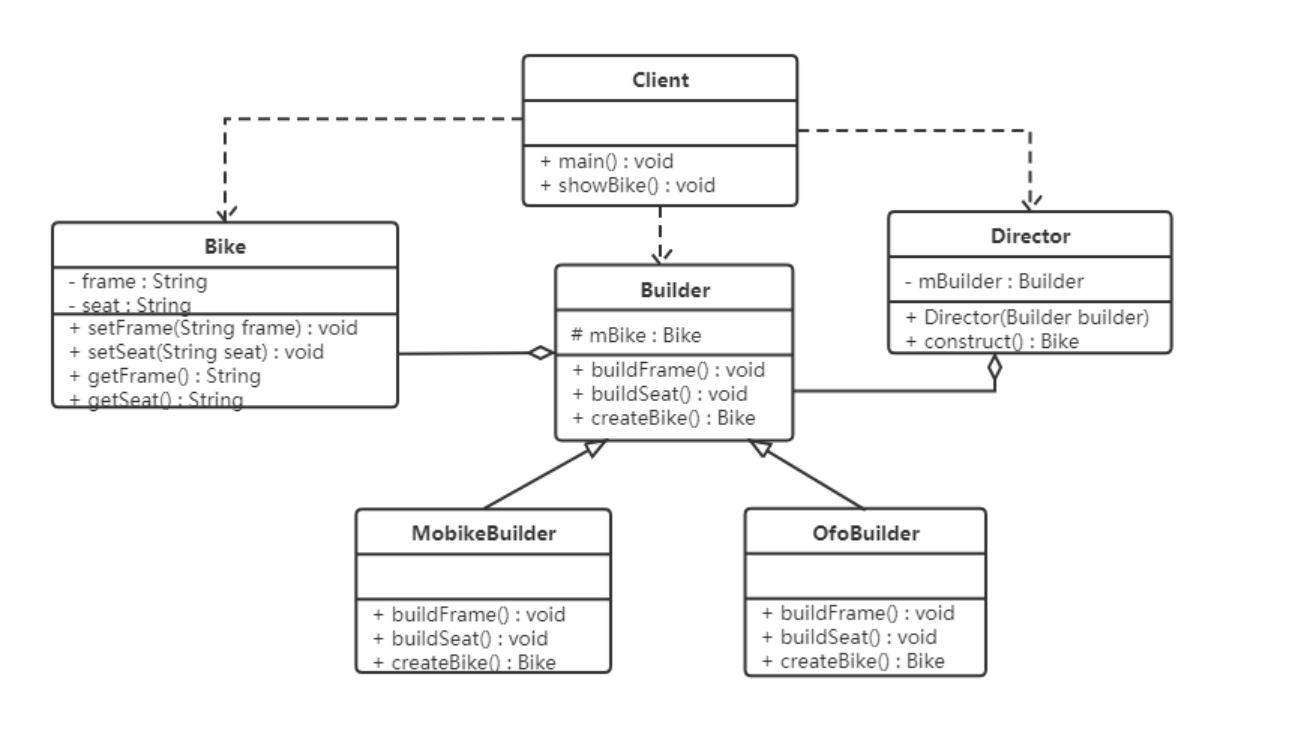 Client
+ main() : void
+ showBike() : void
Bike
- frame : String
- seat : String
+ setFrame(String frame) : void
+ setSeat(String seat) : void
+ getFrame() : String
+ getSeat() : String
Builder
# mBike : Bike
+ buildFrame() : void
+ buildSeat() : void
+ createBike() : Bike
Director
- mBuilder : Builder
+ Director(Builder builder)
+ construct() : Bike
MobikeBuilder
+ buildFrame() : void
+ buildSeat() : void
+ createBike() : Bike
OfoBuilder
+ buildFrame() : void
+ buildSeat() : void
+ createBike() : Bike